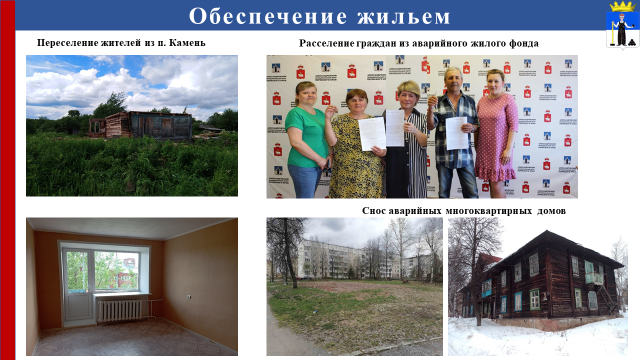 Обеспечение жильем
Переселение жителей из п. Камень
Расселение граждан из аварийного жилого фонда
Снос аварийных многоквартирных домов